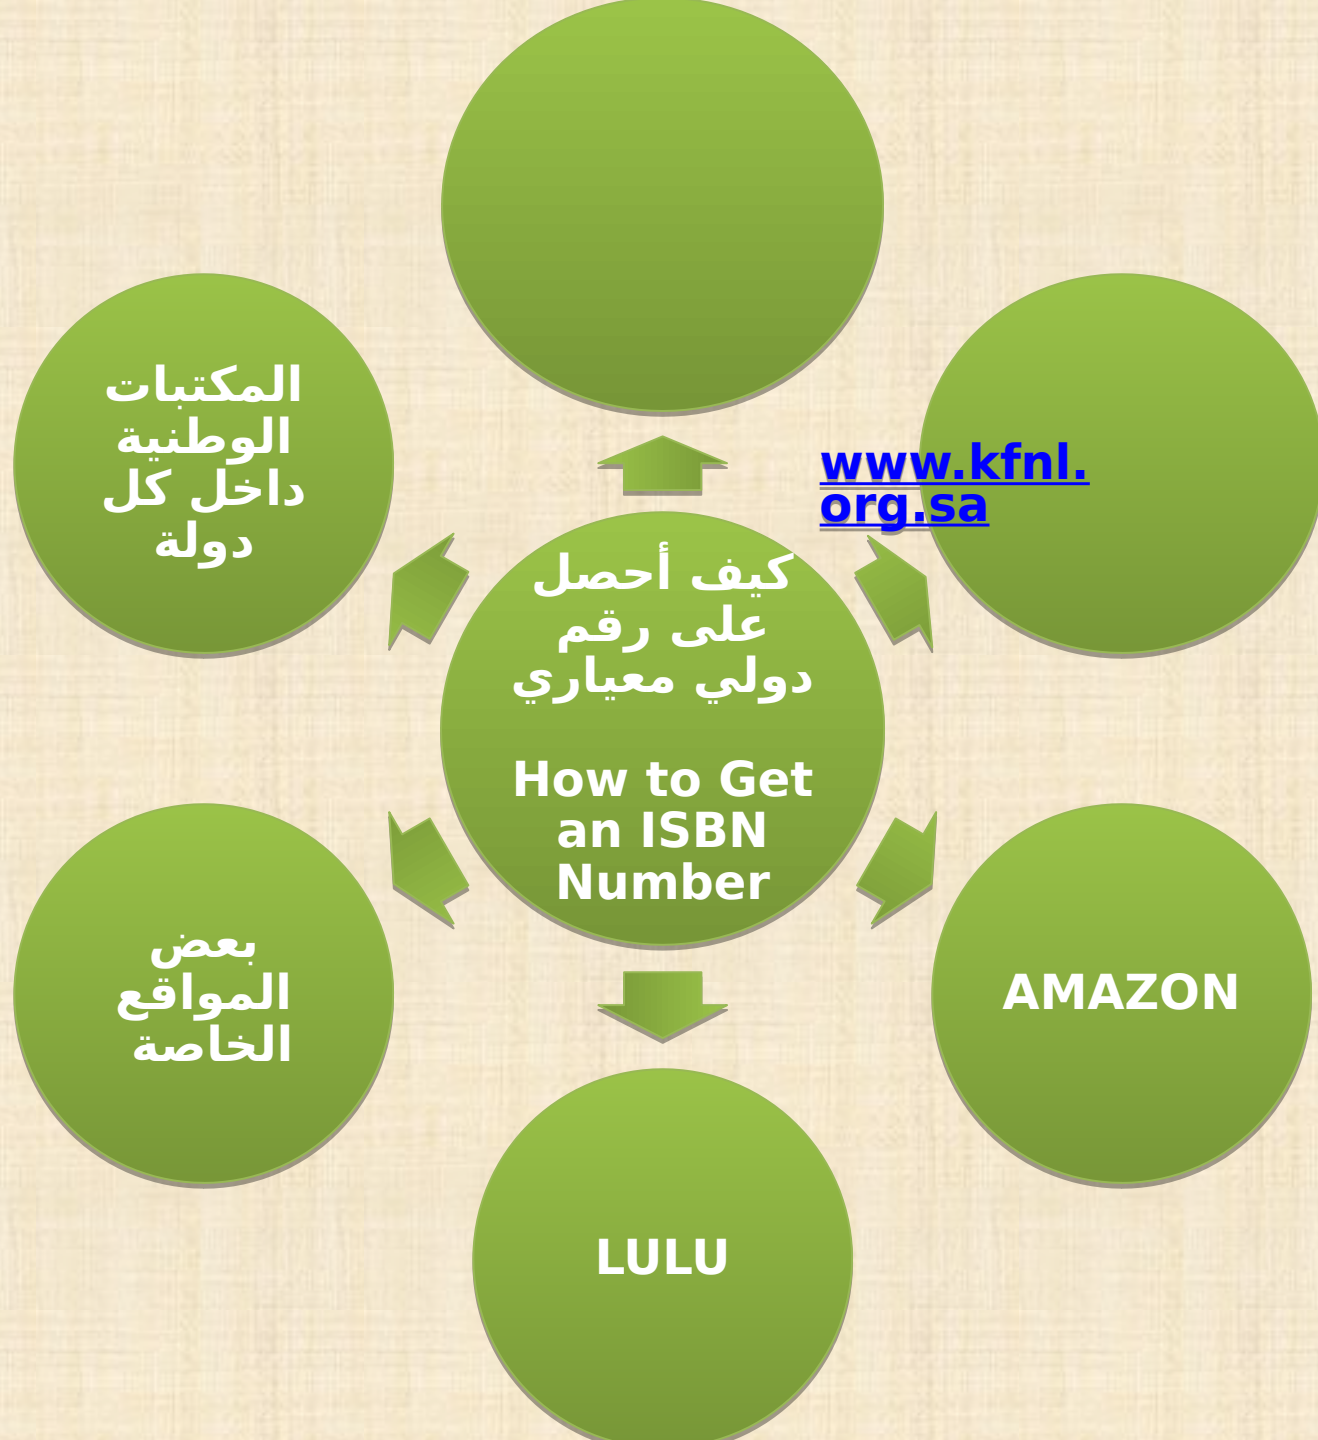 المكتبات
الوطنية
داخل كل
دولة
www.kfnl.
org.sa
كيف أحصل
على رقم
دولي معياري
How to Get
an ISBN
Number
بعض
المواقع
الخاصة
AMAZON
LULU